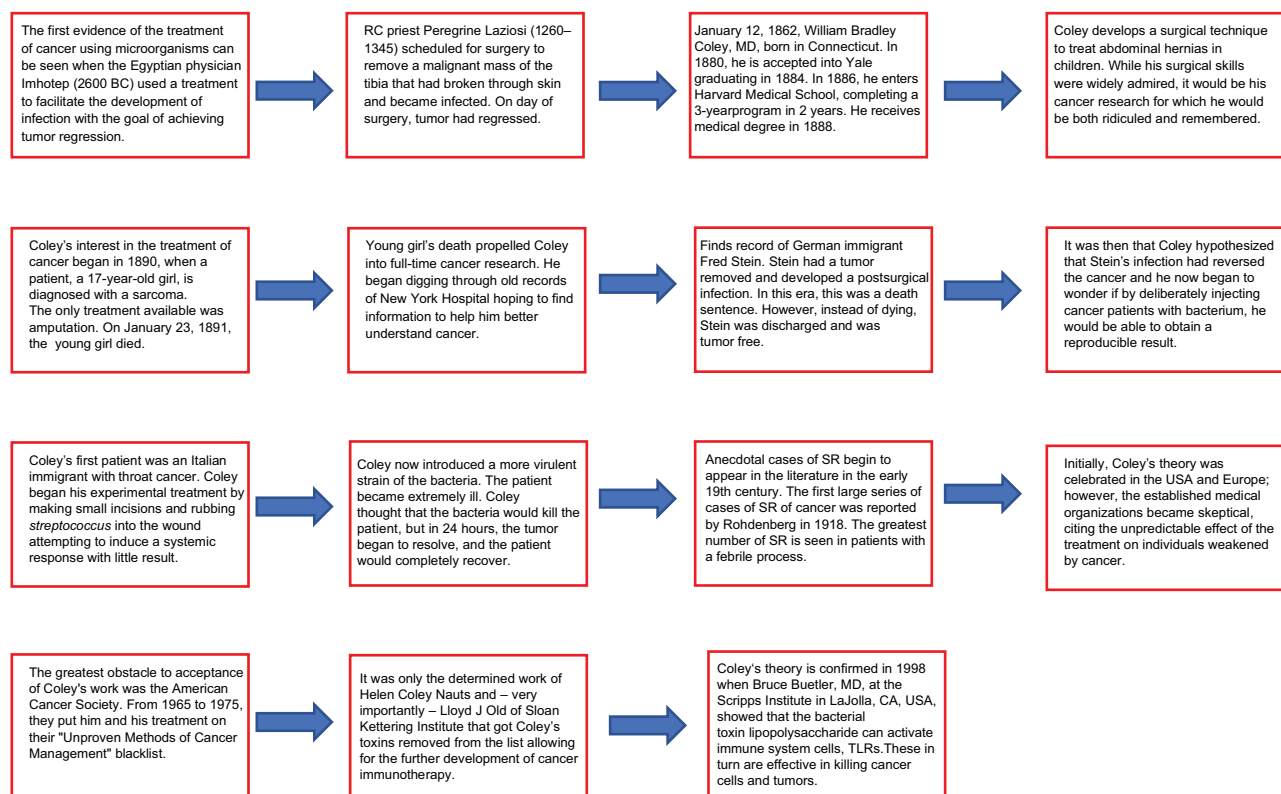 The first evidence of the treatment
of cancer using microorganisms can
be seen when the Egyptian physician
Imhotep (2600 BC) used a treatment
to facilitate the development of
infection with the goal of achieving
tumor regression.
RC priest Peregrine Laziosi (1260–
1345) scheduled for surgery to
remove a malignant mass of the
tibia that had broken through skin
and became infected. On day of
surgery, tumor had regressed.
January 12, 1862, William Bradley
Coley, MD, born in Connecticut. In
1880, he is accepted into Yale
graduating in 1884. In 1886, he enters
Harvard Medical School, completing a
3-yearprogram in 2 years. He receives
medical degree in 1888.
Coley develops a surgical technique
to treat abdominal hernias in
children. While his surgical skills
were widely admired, it would be his
cancer research for which he would
be both ridiculed and remembered.
Coley’s interest in the treatment of
cancer began in 1890, when a
patient, a 17-year-old girl, is
diagnosed with a sarcoma.
The only treatment available was
amputation. On January 23, 1891,
the young girl died.
Young girl’s death propelled Coley
into full-time cancer research. He
began digging through old records
of New York Hospital hoping to find
information to help him better
understand cancer.
Finds record of German immigrant
Fred Stein. Stein had a tumor
removed and developed a postsurgical
infection. In this era, this was a death
sentence. However, instead of dying,
Stein was discharged and was
tumor free.
It was then that Coley hypothesized
that Stein’s infection had reversed
the cancer and he now began to
wonder if by deliberately injecting
cancer patients with bacterium, he
would be able to obtain a
reproducible result.
Coley’s first patient was an Italian
immigrant with throat cancer. Coley
began his experimental treatment by
making small incisions and rubbing
streptococcus into the wound
attempting to induce a systemic
response with little result.
Coley now introduced a more virulent
strain of the bacteria. The patient
became extremely ill. Coley
thought that the bacteria would kill the
patient, but in 24 hours, the tumor
began to resolve, and the patient
would completely recover.
Anecdotal cases of SR begin to
appear in the literature in the early
19th century. The first large series of
cases of SR of cancer was reported
by Rohdenberg in 1918. The greatest
number of SR is seen in patients with
a febrile process.
Initially, Coley’s theory was
celebrated in the USA and Europe;
however, the established medical
organizations became skeptical,
citing the unpredictable effect of the
treatment on individuals weakened
by cancer.
The greatest obstacle to acceptance
of Coley's work was the American
Cancer Society. From 1965 to 1975,
they put him and his treatment on
their "Unproven Methods of Cancer
Management" blacklist.
It was only the determined work of
Helen Coley Nauts and – very
importantly – Lloyd J Old of Sloan
Kettering Institute that got Coley’s
toxins removed from the list allowing
for the further development of cancer
immunotherapy.
Coley‘s theory is confirmed in 1998
when Bruce Buetler, MD, at the
Scripps Institute in LaJolla, CA, USA,
showed that the bacterial
toxin lipopolysaccharide can activate
immune system cells, TLRs.These in
turn are effective in killing cancer
cells and tumors.